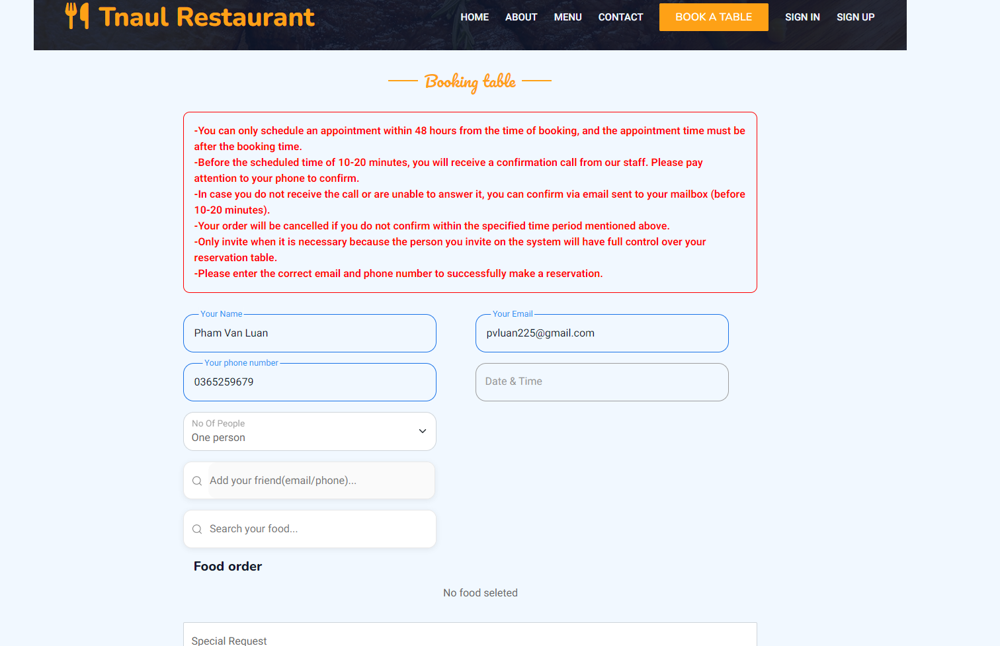 Tnaul Restaurant
HOME ABOUT MENU CONTACT BOOK A TABLE SIGN IN SIGN UP
Booking table
-You can only schedule an appointment within 48 hours from the time of booking, and the appointment time must be
after the booking time.
-Before the scheduled time of 10-20 minutes, you will receive a confirmation call from our staff. Please pay
attention to your phone to confirm.
-In case you do not receive the call or are unable to answer it, you can confirm via email sent to your mailbox (before
10-20 minutes).
-Your order will be cancelled if you do not confirm within the specified time period mentioned above.
-Only invite when it is necessary because the person you invite on the system will have full control over your
reservation table.
-Please enter the correct email and phone number to successfully make a reservation.
Your Name
Pham Van Luan
Your Email
pvluan225@gmail.com
Your phone number
0365259679
Date & Time
No Of People
One person
Add your friend(email/phone)...
Search your food...
Food order
No food seleted
Special Request